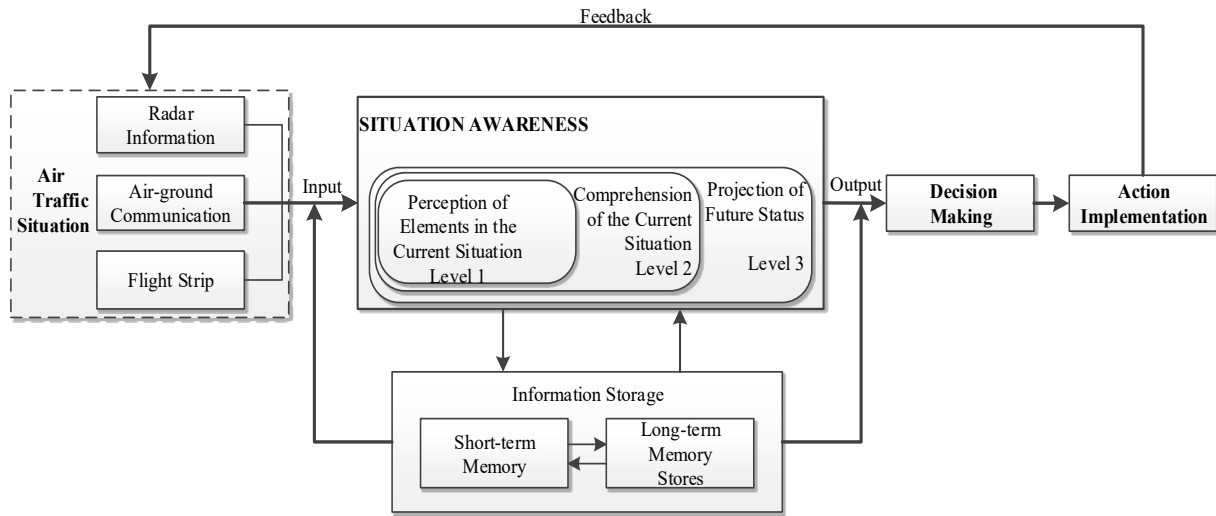 Feedback
Air
Traffic
Situation
Radar
Information
Air-ground
Communication
Flight Strip
Input
SITUATION AWARENESS
Perception of
Elements in the
Current Situation
Level 1
Comprehension
of the Current
Situation
Level 2
Projection of
Future Status
Level 3
Output
Decision
Making
Action
Implementation
Information Storage
Short-term
Memory
Long-term
Memory
Stores